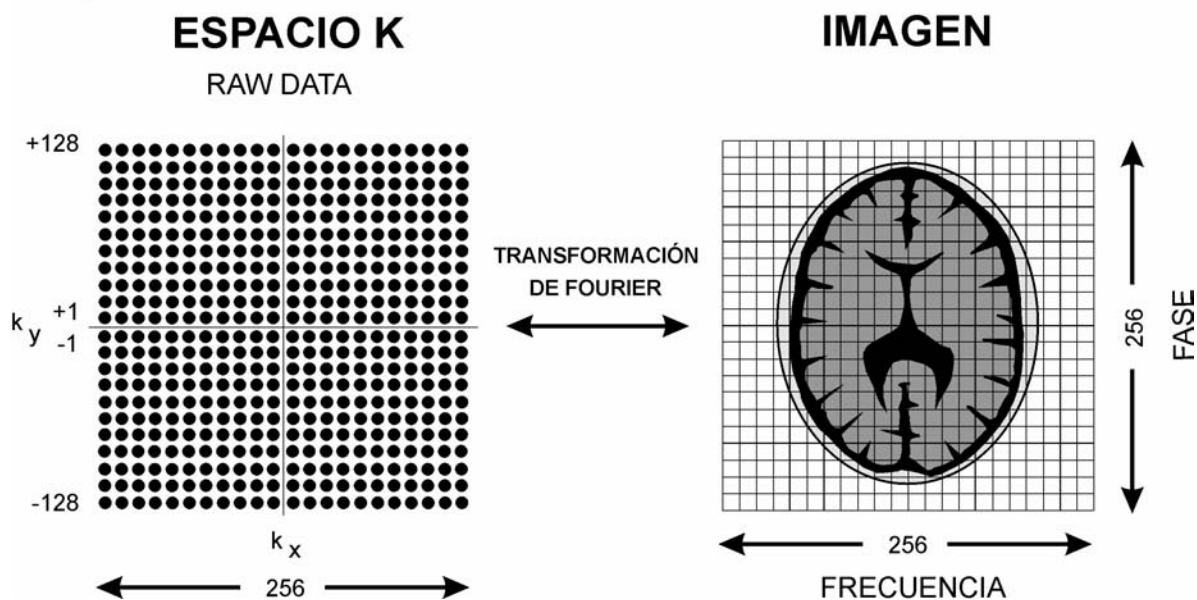 ESPACIO K
RAW DATA
+128
k y
+1
-1
-128
k x
256
TRANSFORMACIÓN
DE FOURIER
IMAGEN
256
FASE
256
FRECUENCIA